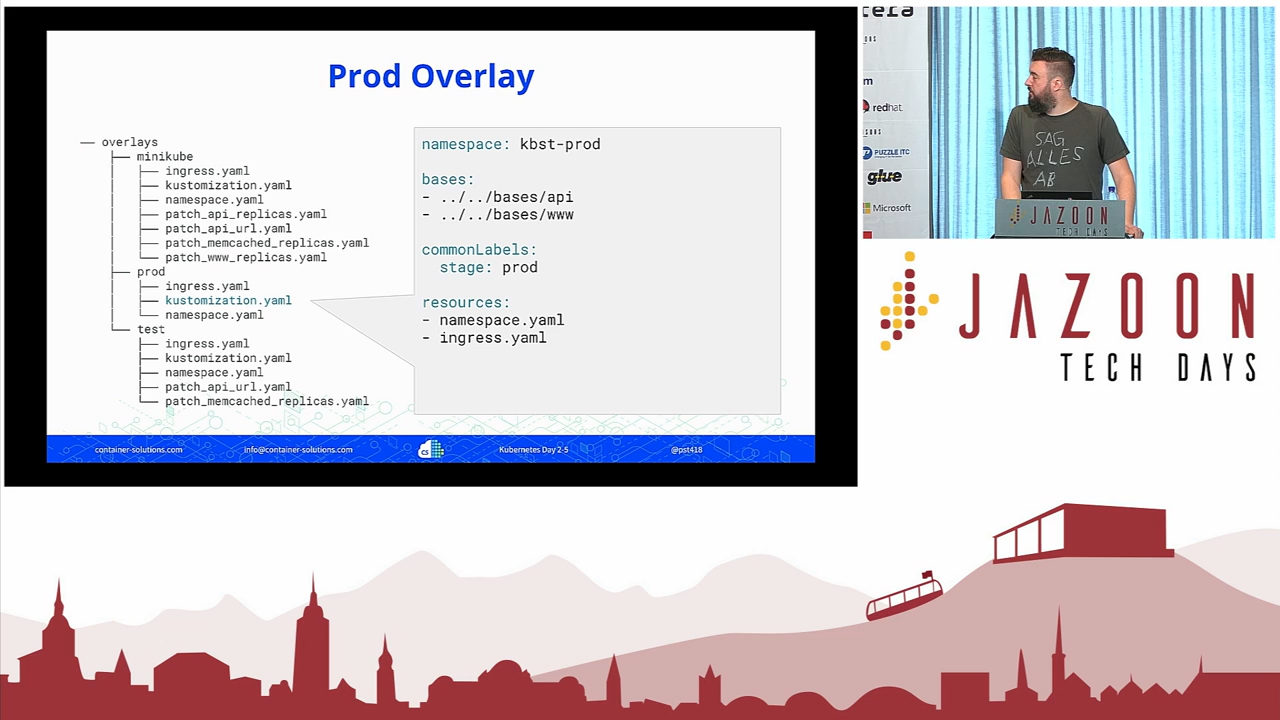 Prod Overlay
overlays
minikube
ingress.yaml
kustomization.yaml
namespace.yaml
patch_api_replicas.yaml
patch_api_url.yaml
patch_memcached_replicas.yaml
patch_www_replicas.yaml
prod
ingress.yaml
kustomization.yaml
namespace.yaml
test
ingress.yaml
kustomization.yaml
namespace.yaml
patch_api_url.yaml
patch_memcached_replicas.yaml
namespace: kbst-prod
bases:
- ../../bases/api
- ../../bases/www
commonLabels:
stage: prod
resources:
- namespace.yaml
- ingress.yaml
container-solutions.com
info@container-solutions.com
cs
Kubernetes Day 2-5
@pst418
redhat.
PUZZLE ITC
glue
Microsoft
SAG
ALLES
AB
JAZOON
TECH DAYS
JAZOON
TECH DAYS